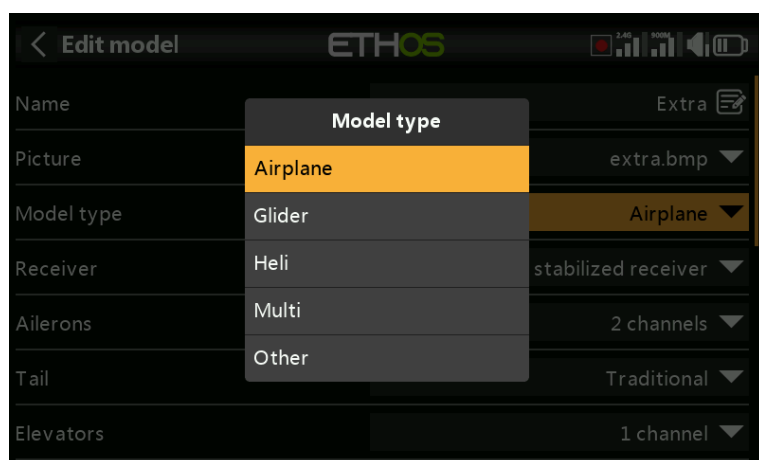 Edit model
ETHOS
2.4G
900M
Name
Extra
Model type
Picture
extra.bmp
Airplane
Model type
Airplane
Glider
Receiver
stabilized receiver
Heli
Ailerons
2 channels
Multi
Other
Tail
Traditional
Elevators
1 channel